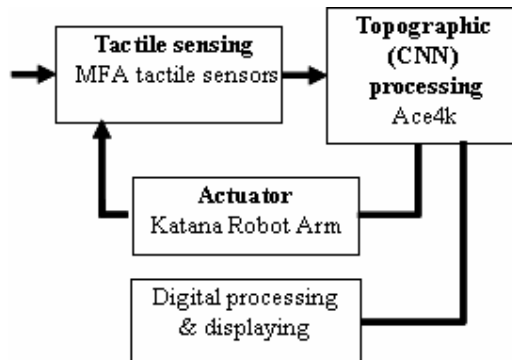 Tactile sensing
MFA tactile sensors
Topographic
(CNN)
processing
Ace4k
Actuator
Katana Robot Arm
Digital processing
& displaying